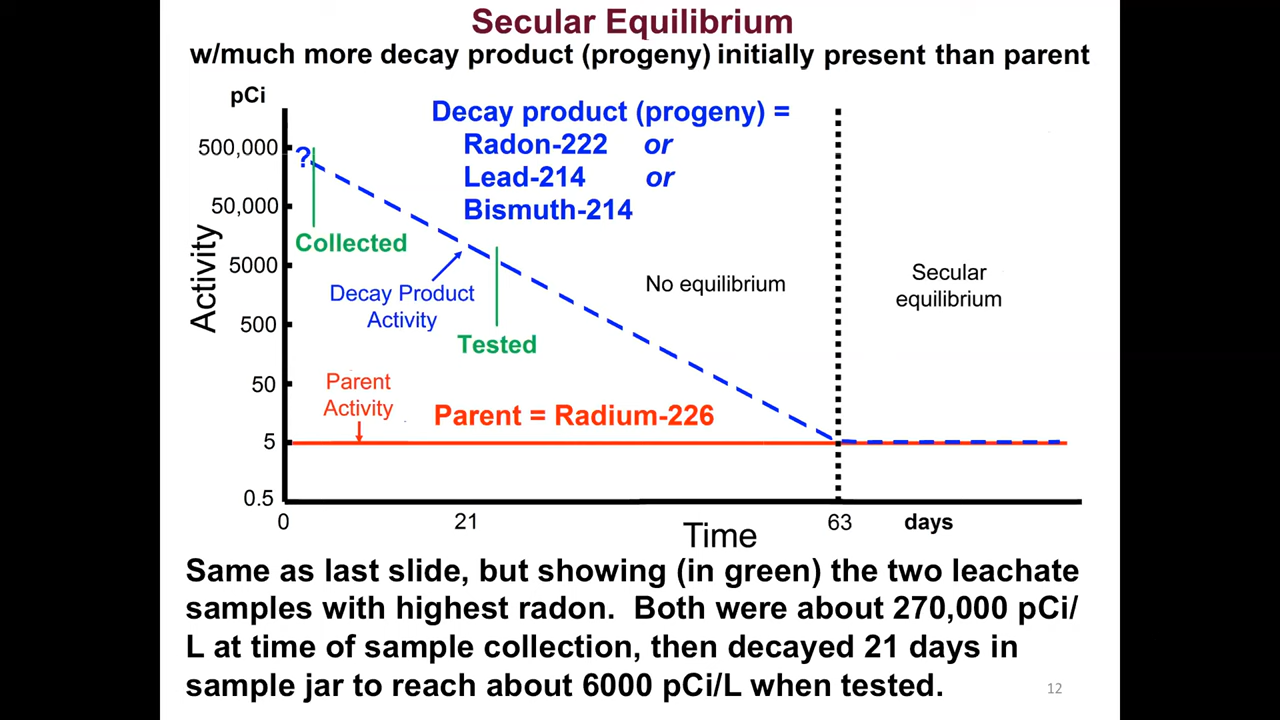 Secular Equilibrium
w/much more decay product (progeny) initially present than parent
pCi
Decay product (progeny) =
Radon-222 or
Lead-214 or
Bismuth-214
500,000
?
50,000
Collected
5000
Activity
Decay Product
Activity
No equilibrium
Secular
equilibrium
500
Tested
50
Parent
Activity
Parent = Radium-226
5
0.5
0
21
63
days
Time
Same as last slide, but showing (in green) the two leachate
samples with highest radon. Both were about 270,000 pCi/
L at time of sample collection, then decayed 21 days in
sample jar to reach about 6000 pCi/L when tested.
12